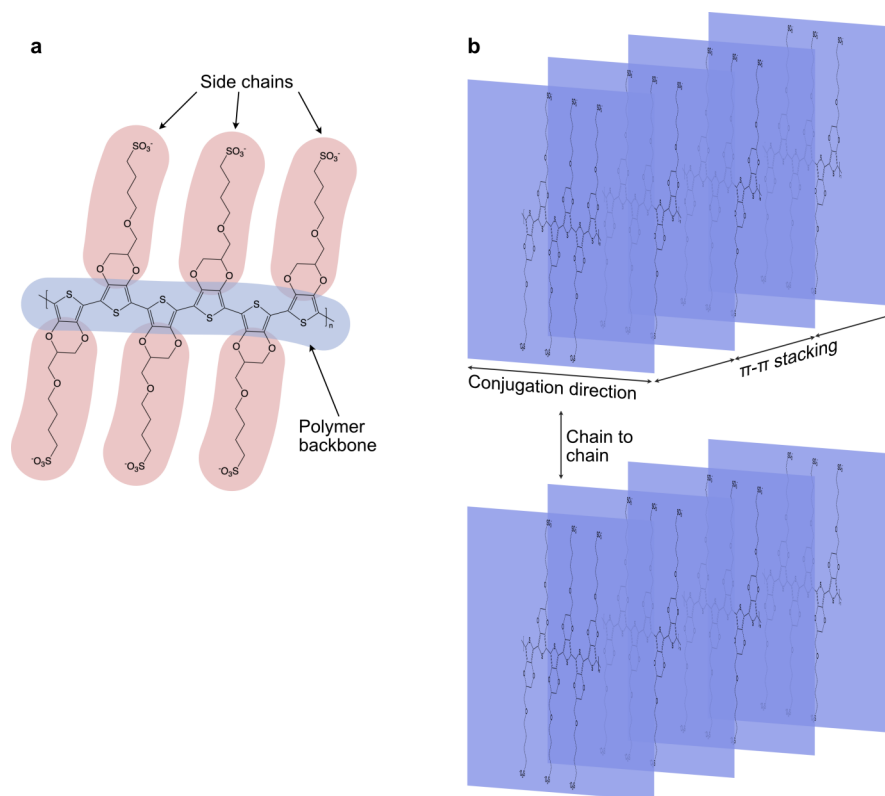 a
b
Side chains
SO3-
SO3-
SO3-
O
O
O
O
O
O
O
O
O
S
S
S
S
S
S
n
O
O
O
O
O
O
O
O
O
-O3S
-O3S
-O3S
Polymer
backbone
Conjugation direction
π-π stacking
Chain to
chain